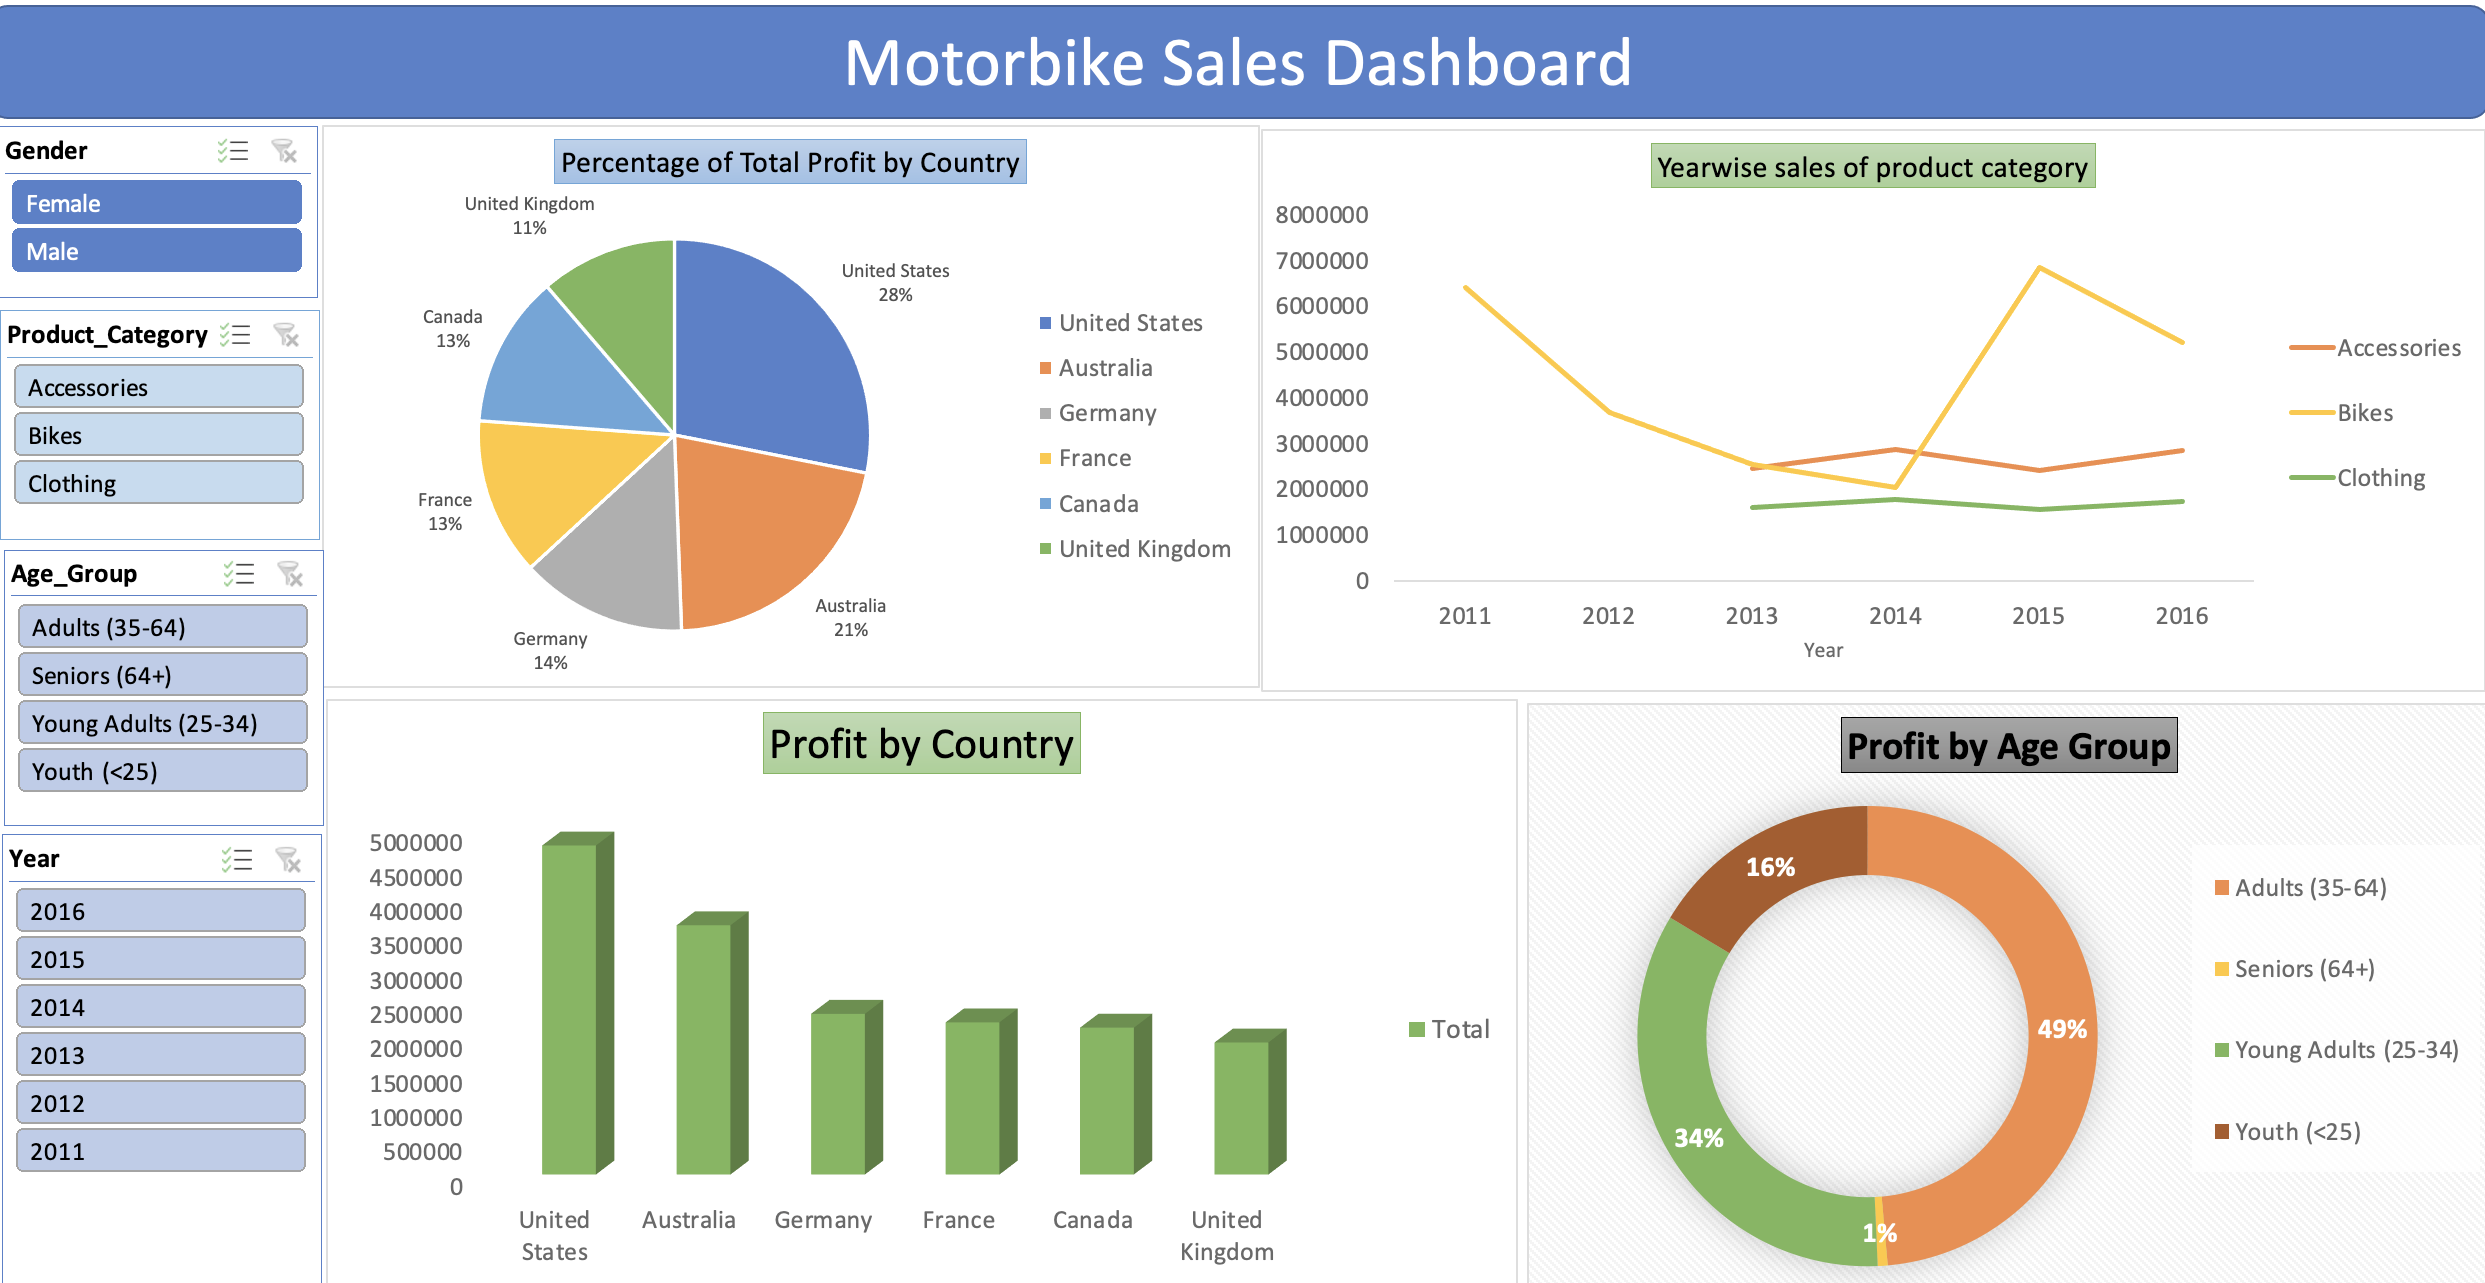 Motorbike Sales Dashboard
Gender
Female
Male
Product_Category
Accessories
Bikes
Clothing
Age_Group
Adults (35-64)
Seniors (64+)
Young Adults (25-34)
Youth (<25)
Year
2016
2015
2014
2013
2012
2011
Percentage of Total Profit by Country
United Kingdom
11%
United States
28%
Canada
13%
France
13%
Australia
21%
Germany
14%
United States
Australia
Germany
France
Canada
United Kingdom
Yearwise sales of product category
8000000
7000000
6000000
5000000
4000000
3000000
2000000
1000000
0
2011 2012 2013 2014 2015 2016
Year
Accessories
Bikes
Clothing
Profit by Country
5000000
4500000
4000000
3500000
3000000
2500000
2000000
1500000
1000000
500000
0
United States
Australia
Germany
France
Canada
United Kingdom
Total
Profit by Age Group
16%
49%
34%
1%
Adults (35-64)
Seniors (64+)
Young Adults (25-34)
Youth (<25)